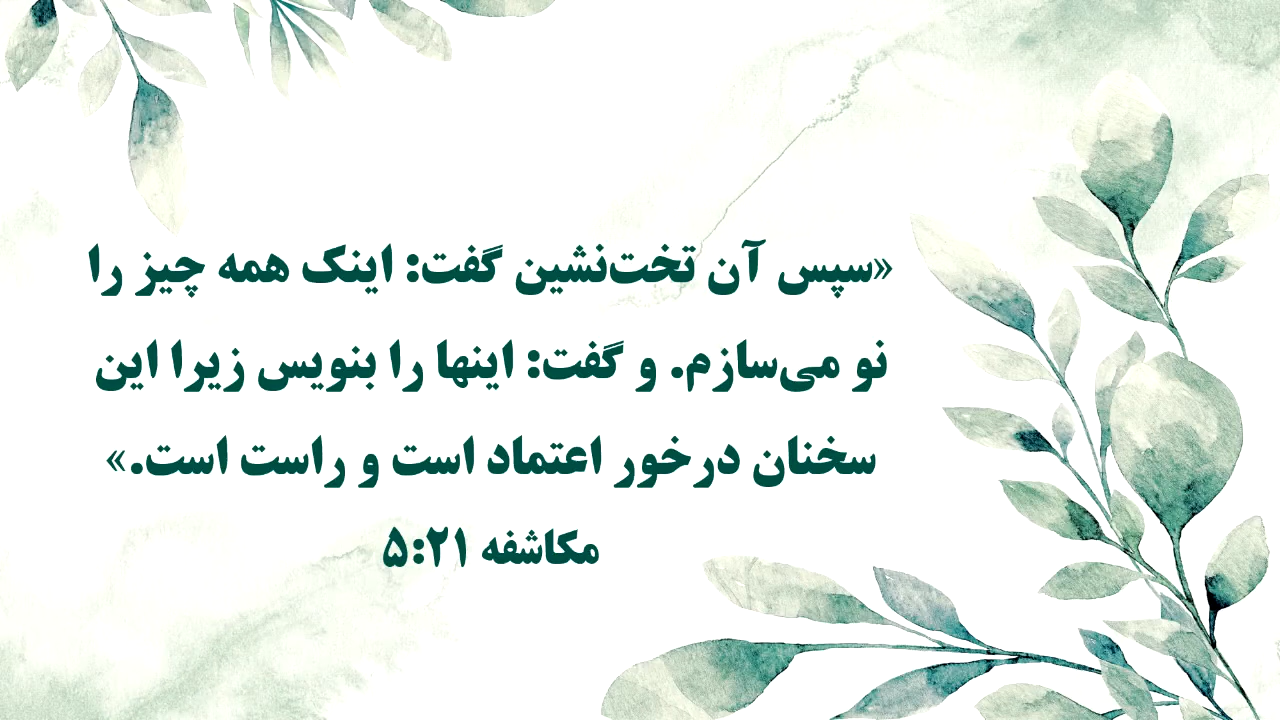 «سپس آن تخت‌نشین گفت: اینک همه چیز را
نو می‌سازم. و گفت: اینها را بنویس زیرا این
سخنان درخور اعتماد است و راست است.»
مکاشفه ۵:۲۱